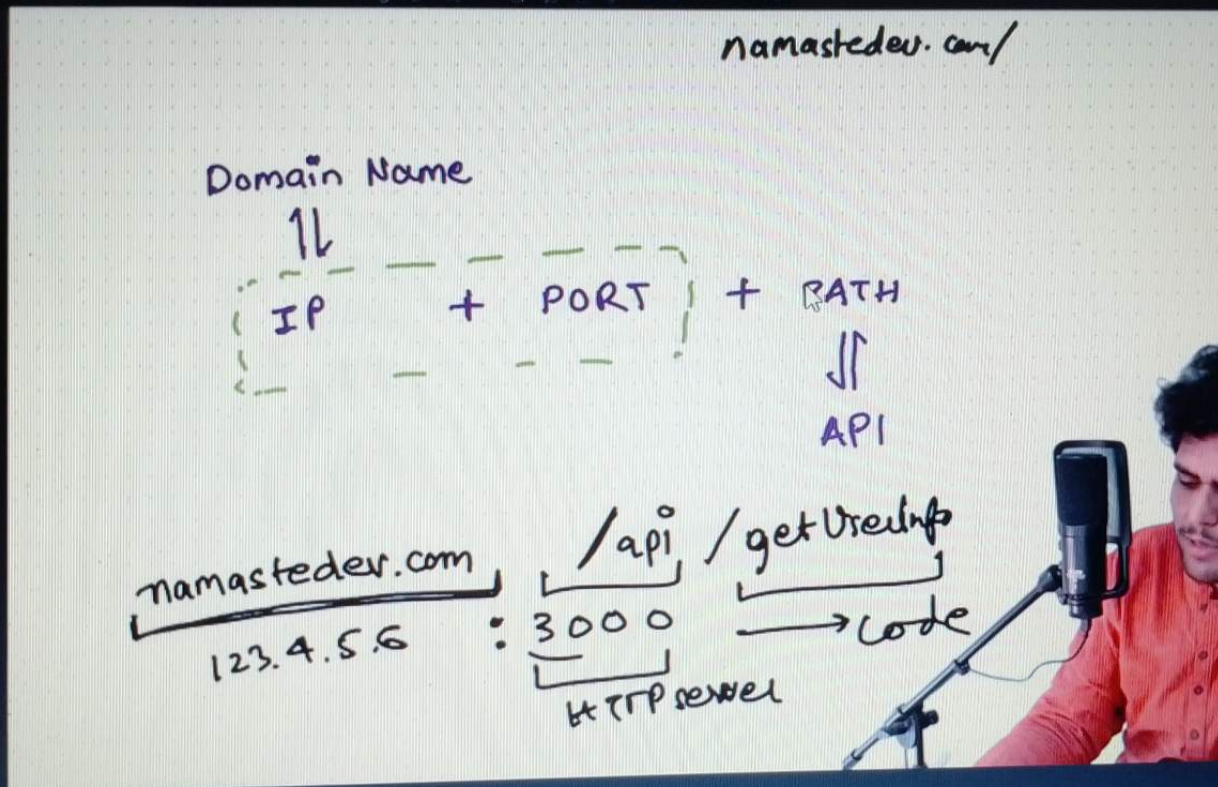 namastedev.com/
Domain Name
IP + PORT + PATH
API
namastedev.com /api /getUserInfo
123.4.5.6 : 3000 → code
HTTP server